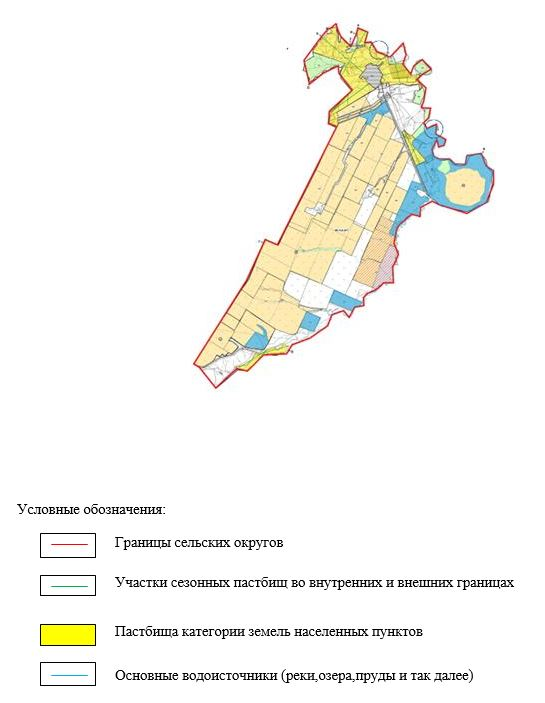 Условные обозначения:
Границы сельских округов
Участки сезонных пастбищ во внутренних и внешних границах
Пастбища категории земель населенных пунктов
Основные водоисточники (реки,озера,пруды и так далее)